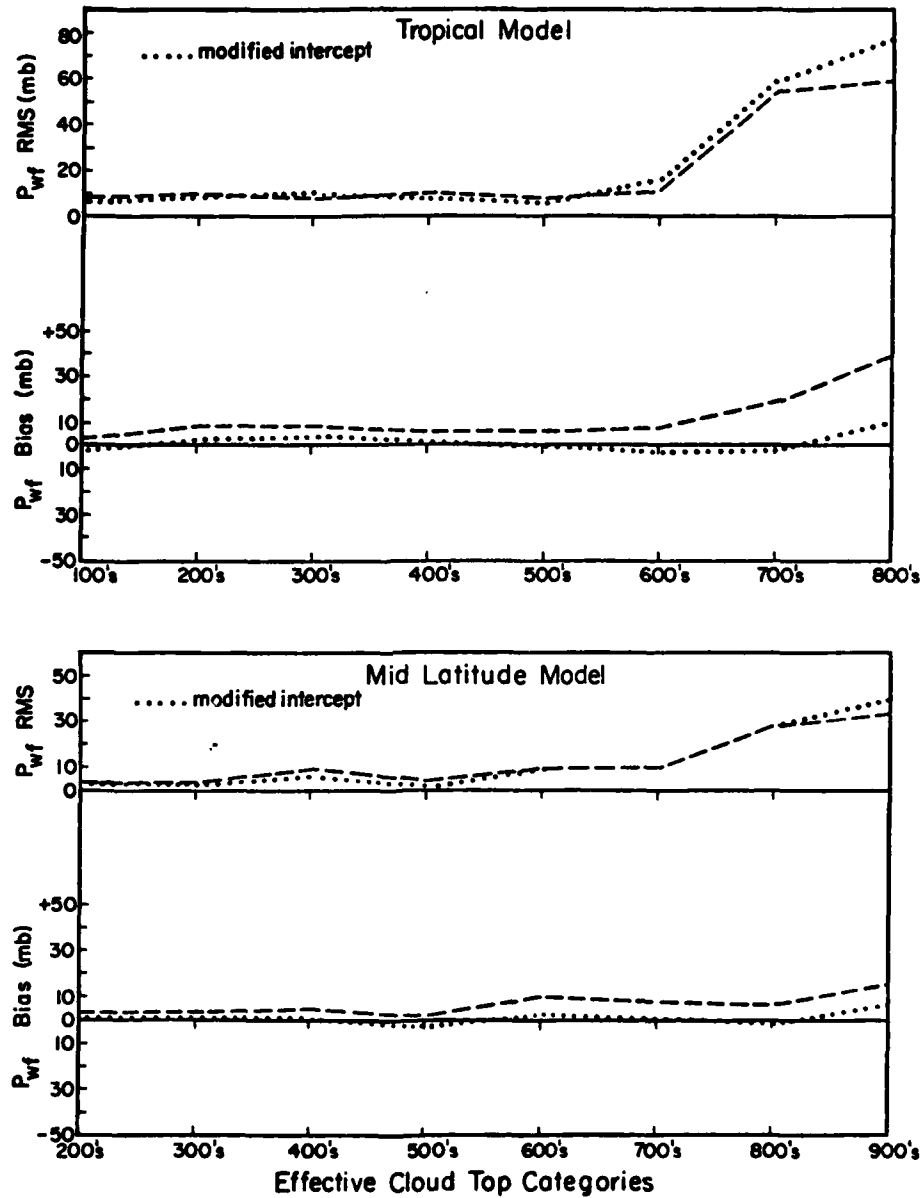 Tropical Model
modified intercept
P_wf RMS (mb)
80
60
40
20
0
P_wf Bias (mb)
+50
30
10
0
10
30
-50
100's 200's 300's 400's 500's 600's 700's 800's
Mid Latitude Model
modified intercept
P_wf RMS
50
30
10
0
P_wf Bias (mb)
+50
30
10
0
10
30
-50
200's 300's 400's 500's 600's 700's 800's 900's
Effective Cloud Top Categories